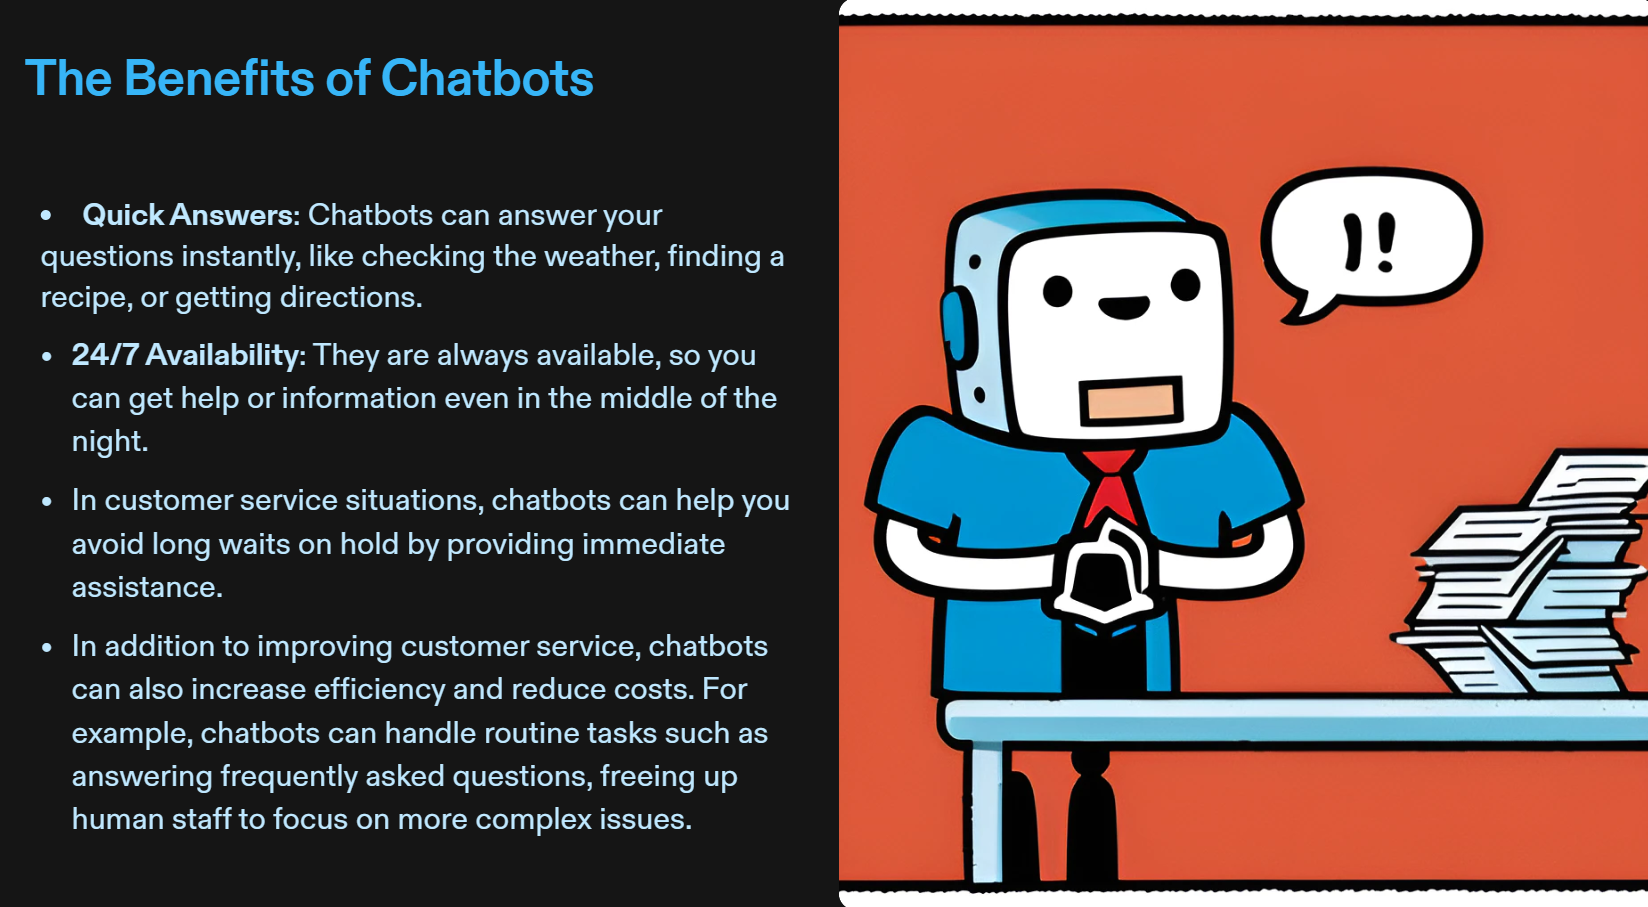 The Benefits of Chatbots
• Quick Answers: Chatbots can answer your
questions instantly, like checking the weather, finding a
recipe, or getting directions.
• 24/7 Availability: They are always available, so you
can get help or information even in the middle of the
night.
• In customer service situations, chatbots can help you
avoid long waits on hold by providing immediate
assistance.
• In addition to improving customer service, chatbots
can also increase efficiency and reduce costs. For
example, chatbots can handle routine tasks such as
answering frequently asked questions, freeing up
human staff to focus on more complex issues.
)!